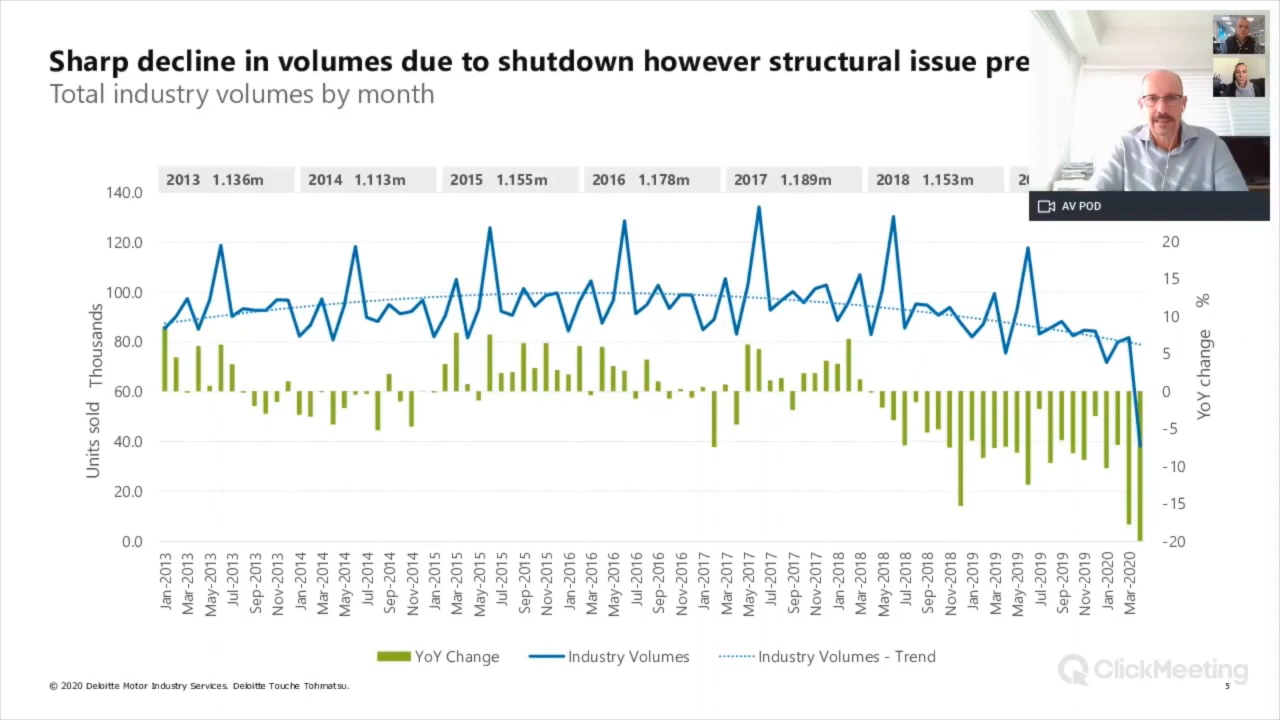 Sharp decline in volumes due to shutdown however structural issue pre
Total industry volumes by month
AV POD
2013 1.136m
2014 1.113m
2015 1.155m
2016 1.178m
2017 1.189m
2018 1.153m
20
140.0
120.0
100.0
80.0
60.0
40.0
20.0
0.0
Units sold Thousands
20
15
10
5
0
-5
-10
-15
-20
YoY change %
Jan-2013
Mar-2013
May-2013
Jul-2013
Sep-2013
Nov-2013
Jan-2014
Mar-2014
May-2014
Jul-2014
Sep-2014
Nov-2014
Jan-2015
Mar-2015
May-2015
Jul-2015
Sep-2015
Nov-2015
Jan-2016
Mar-2016
May-2016
Jul-2016
Sep-2016
Nov-2016
Jan-2017
Mar-2017
May-2017
Jul-2017
Sep-2017
Nov-2017
Jan-2018
Mar-2018
May-2018
Jul-2018
Sep-2018
Nov-2018
Jan-2019
Mar-2019
May-2019
Jul-2019
Sep-2019
Nov-2019
Jan-2020
Mar-2020
YoY Change
Industry Volumes
Industry Volumes - Trend
ClickMeeting
© 2020 Deloitte Motor Industry Services. Deloitte Touche Tohmatsu.
5